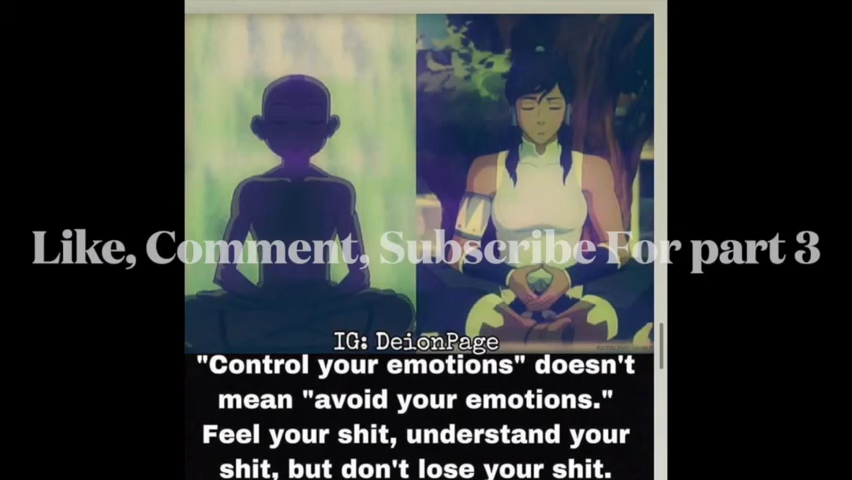 Like, Comment, Subscribe For part 3
IG: DeionPage
"Control your emotions" doesn't
mean "avoid your emotions."
Feel your shit, understand your
shit, but don't lose your shit.